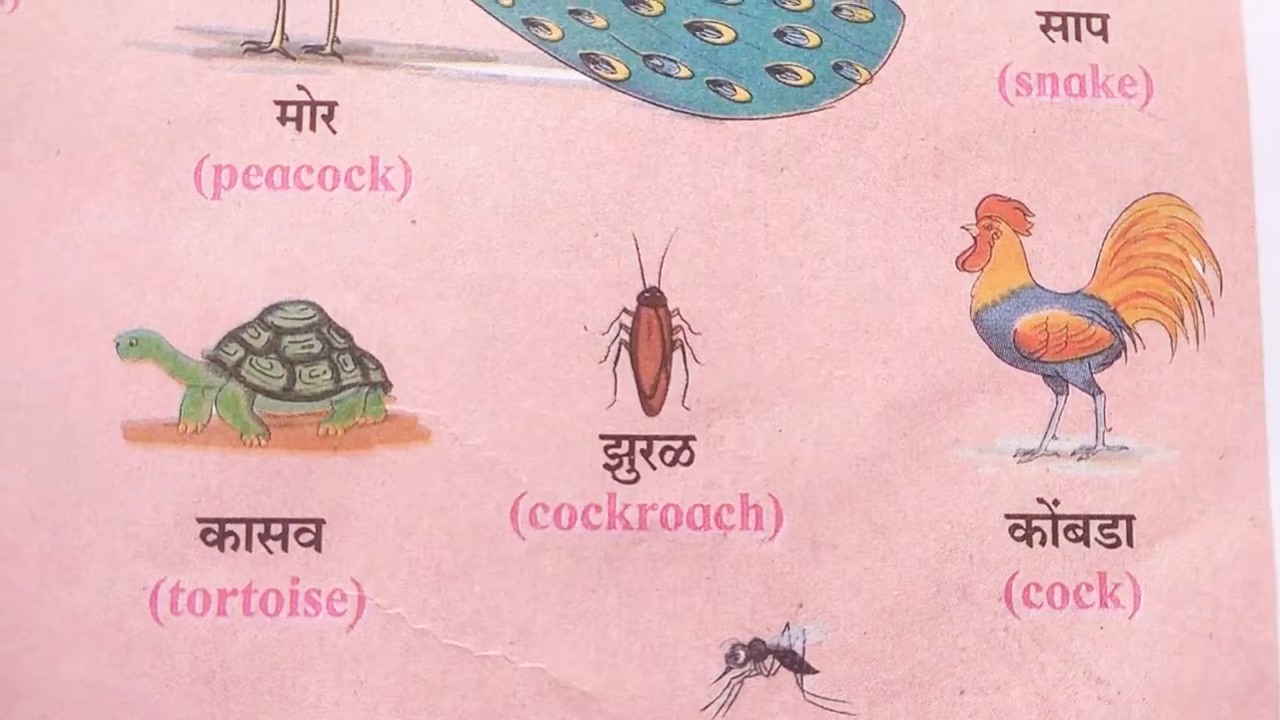 साप
(snake)
मोर
(peacock)
झुरळ
(cockroach)
कासव
(tortoise)
कोंबडा
(cock)